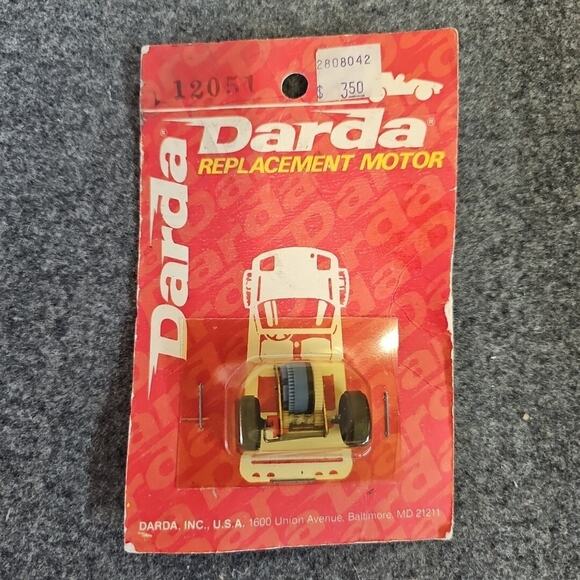 12051
2808042
$ 350
Darda®
REPLACEMENT MOTOR
Darda®
DARDA, INC., U.S.A. 1600 Union Avenue, Baltimore, MD 21211